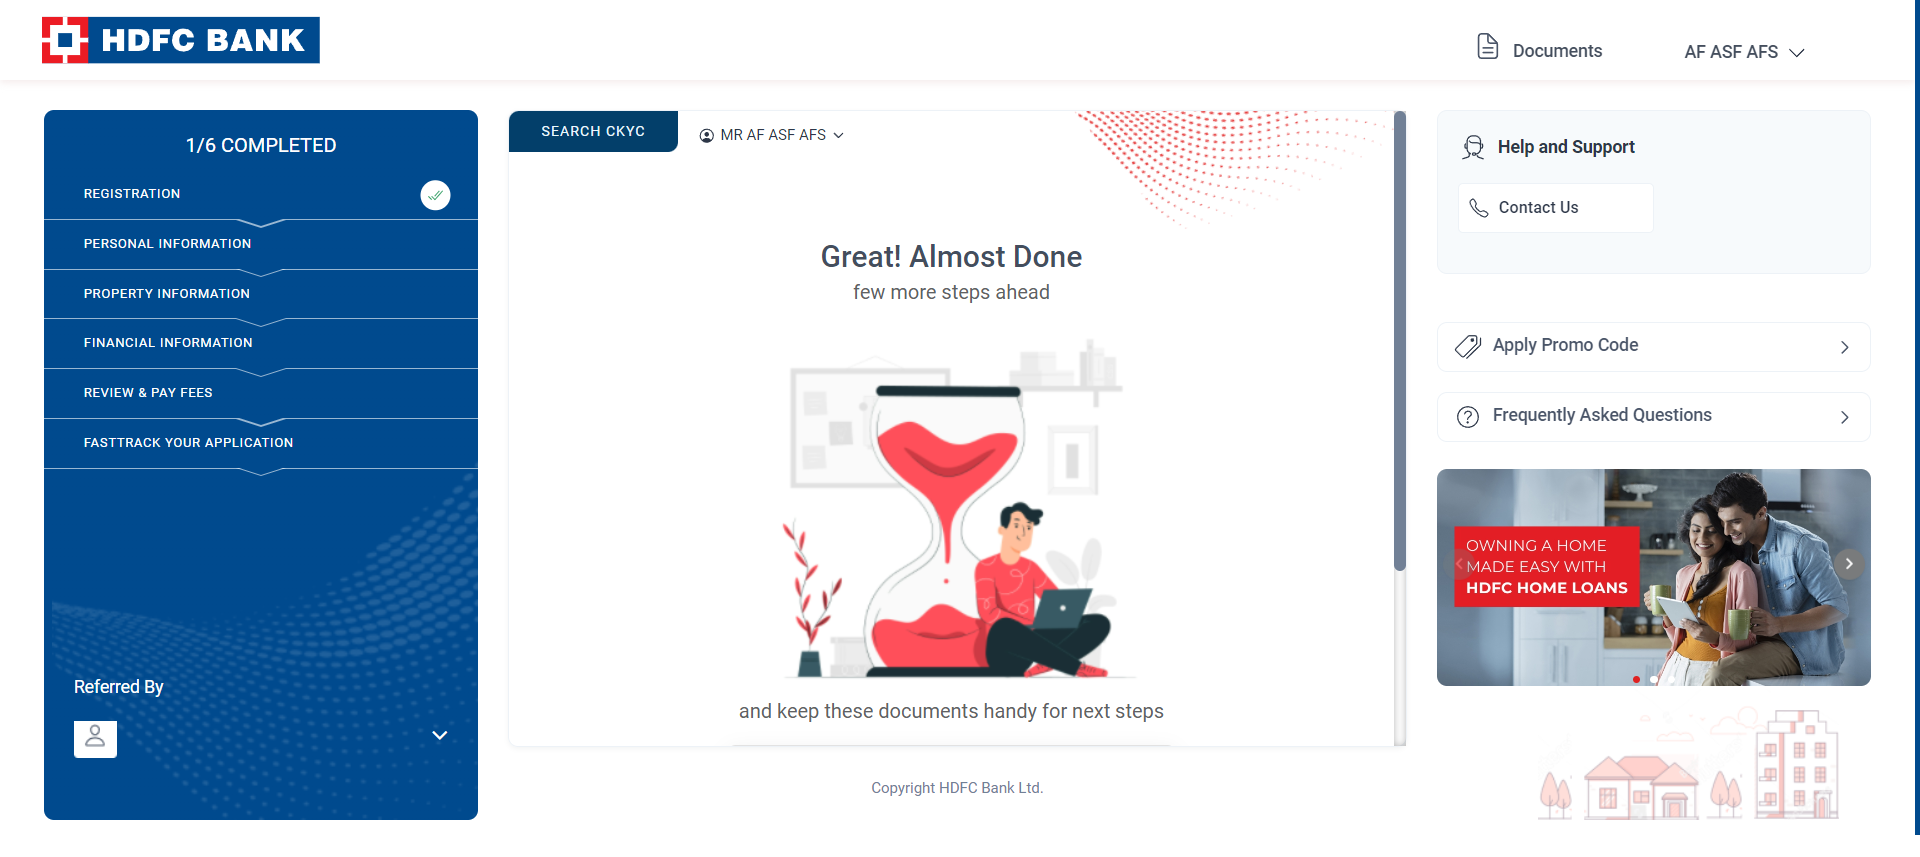 HDFC BANK
Documents
AF ASF AFS
1/6 COMPLETED
REGISTRATION
PERSONAL INFORMATION
PROPERTY INFORMATION
FINANCIAL INFORMATION
REVIEW & PAY FEES
FASTTRACK YOUR APPLICATION
Referred By
SEARCH CKYC
MR AF ASF AFS
Great! Almost Done
few more steps ahead
and keep these documents handy for next steps
Copyright HDFC Bank Ltd.
Help and Support
Contact Us
Apply Promo Code
Frequently Asked Questions
OWNING A HOME
MADE EASY WITH
HDFC HOME LOANS